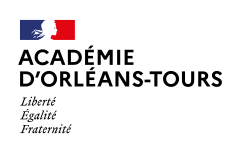 ACADÉMIE
D'ORLÉANS-TOURS
Liberté
Égalité
Fraternité